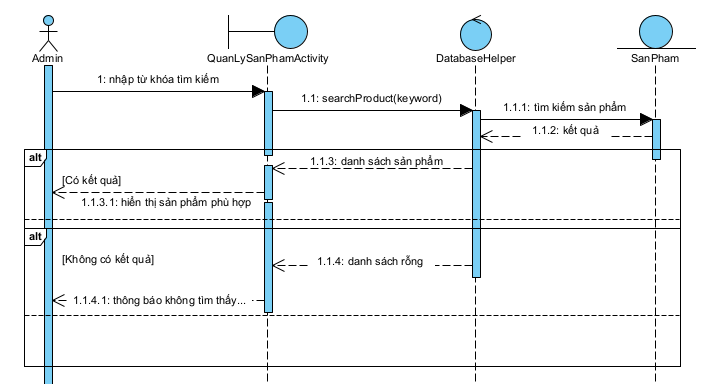 Admin
QuanLySanPhamActivity
DatabaseHelper
SanPham
1: nhập từ khóa tìm kiếm
1.1: searchProduct(keyword)
1.1.1: tìm kiếm sản phẩm
1.1.2: kết quả
alt
1.1.3: danh sách sản phẩm
[Có kết quả]
1.1.3.1: hiển thị sản phẩm phù hợp
alt
[Không có kết quả]
1.1.4: danh sách rỗng
1.1.4.1: thông báo không tìm thấy...